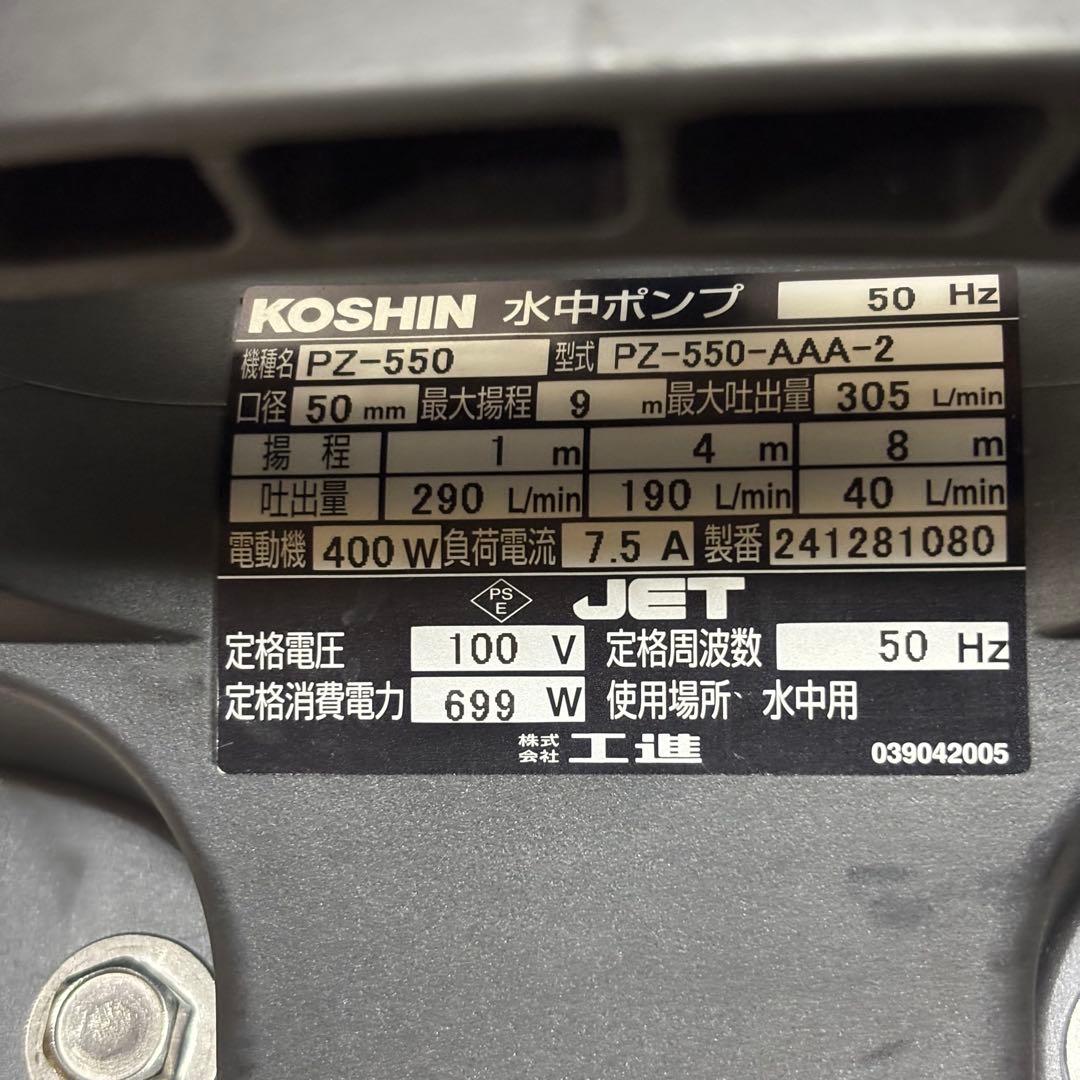 KOSHIN 水中ポンプ 50 Hz
機種名 PZ-550 型式 PZ-550-AAA-2
口径 50 mm 最大揚程 9 m 最大吐出量 305 L/min
揚程 1 m 4 m 8 m
吐出量 290 L/min 190 L/min 40 L/min
電動機 400 W 負荷電流 7.5 A 製番 241281080
PS E JET
定格電圧 100 V 定格周波数 50 Hz
定格消費電力 699 W 使用場所、水中用
株式会社 工進 039042005